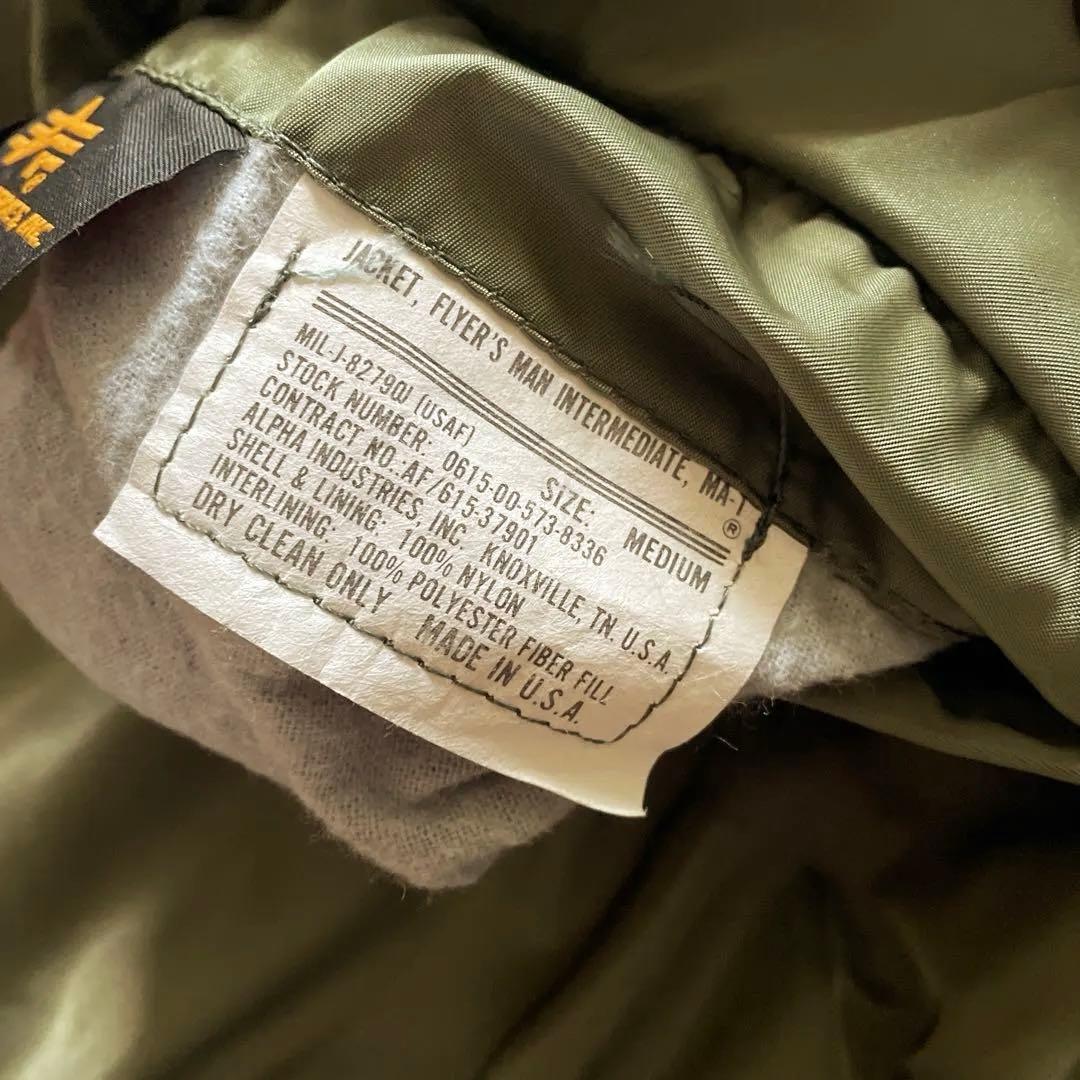 JACKET, FLYER'S MAN INTERMEDIATE, MA-1
®
SIZE: MEDIUM
MIL-J-8279OJ (USAF)
STOCK NUMBER: 0615-00-573-8336
CONTRACT NO.:AF/615-37901
ALPHA INDUSTRIES, INC. KNOXVILLE, TN. U.S.A.
SHELL & LINING: 100% NYLON
INTERLINING: 100% POLYESTER FIBER FILL
DRY CLEAN ONLY MADE IN U.S.A.